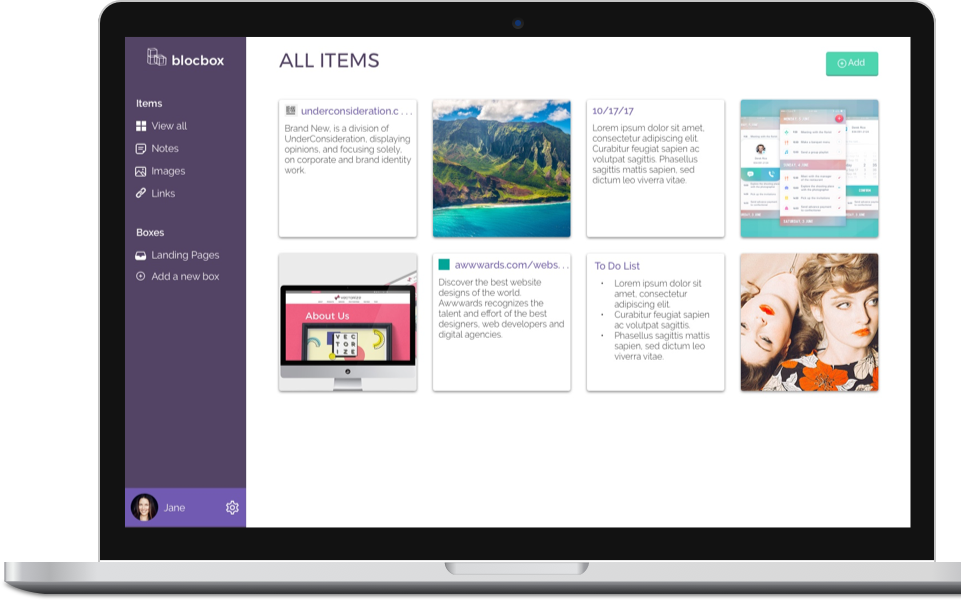 blocbox
ALL ITEMS
Add
Items
View all
Notes
Images
Links
Boxes
Landing Pages
Add a new box
Jane
underconsideration.c . . .
Brand New, is a division of
UnderConsideration, displaying
opinions, and focusing solely,
on corporate and brand identity
work.
10/17/17
Lorem ipsum dolor sit amet,
consectetur adipiscing elit.
Curabitur feugiat sapien ac
volutpat sagittis. Phasellus
sagittis mattis sapien, sed
dictum leo viverra vitae.
About Us
VEC
TOR
IZE
awwwards.com/webs. . .
Discover the best website
designs of the world.
Awwwards recognizes the
talent and effort of the best
designers, web developers and
digital agencies.
To Do List
• Lorem ipsum dolor sit
amet, consectetur
adipiscing elit.
• Curabitur feugiat sapien
ac volutpat sagittis.
• Phasellus sagittis mattis
sapien, sed dictum leo
viverra vitae.